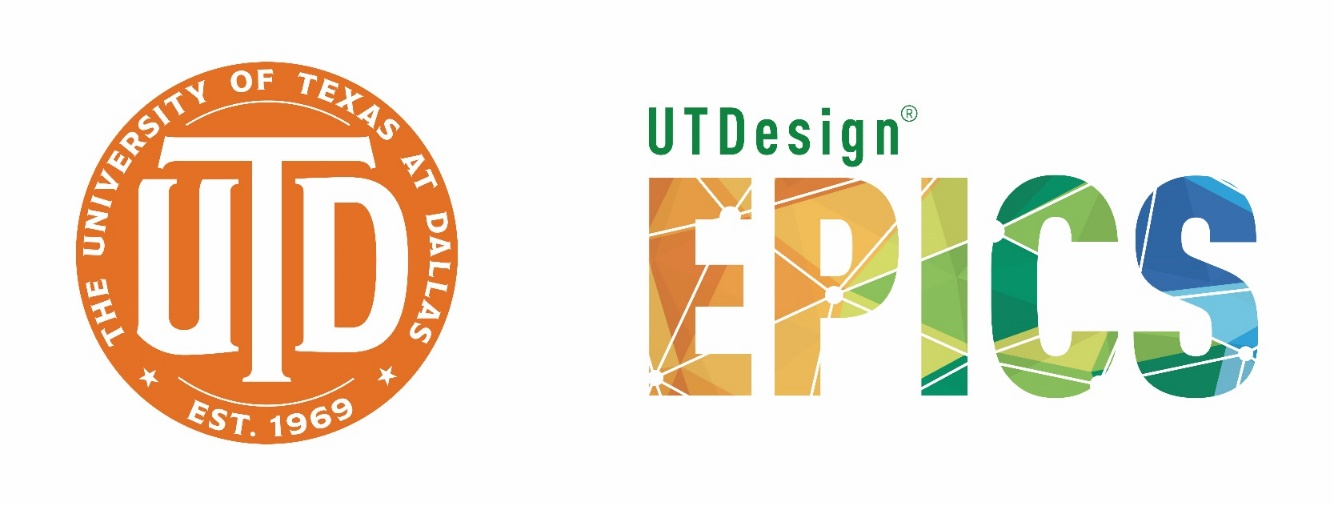 THE UNIVERSITY OF TEXAS AT DALLAS
UTD
EST. 1969
UTDesign®
EPICS